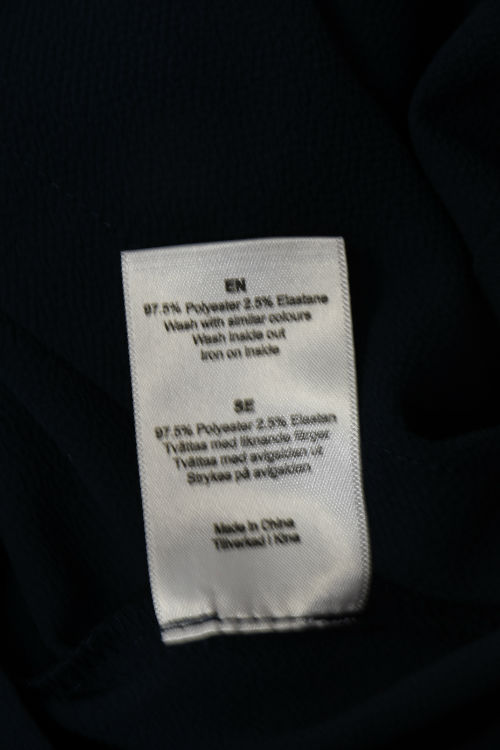 EN
97.5% Polyester 2.5% Elastane
Wash with similar colours
Wash inside out
Iron on inside
SE
97.5% Polyester 2.5% Elastan
Tvättas med liknande färger
Tvättas med avigsidan ut
Strykes på avigsidan
Made in China
Tillverkad i Kina